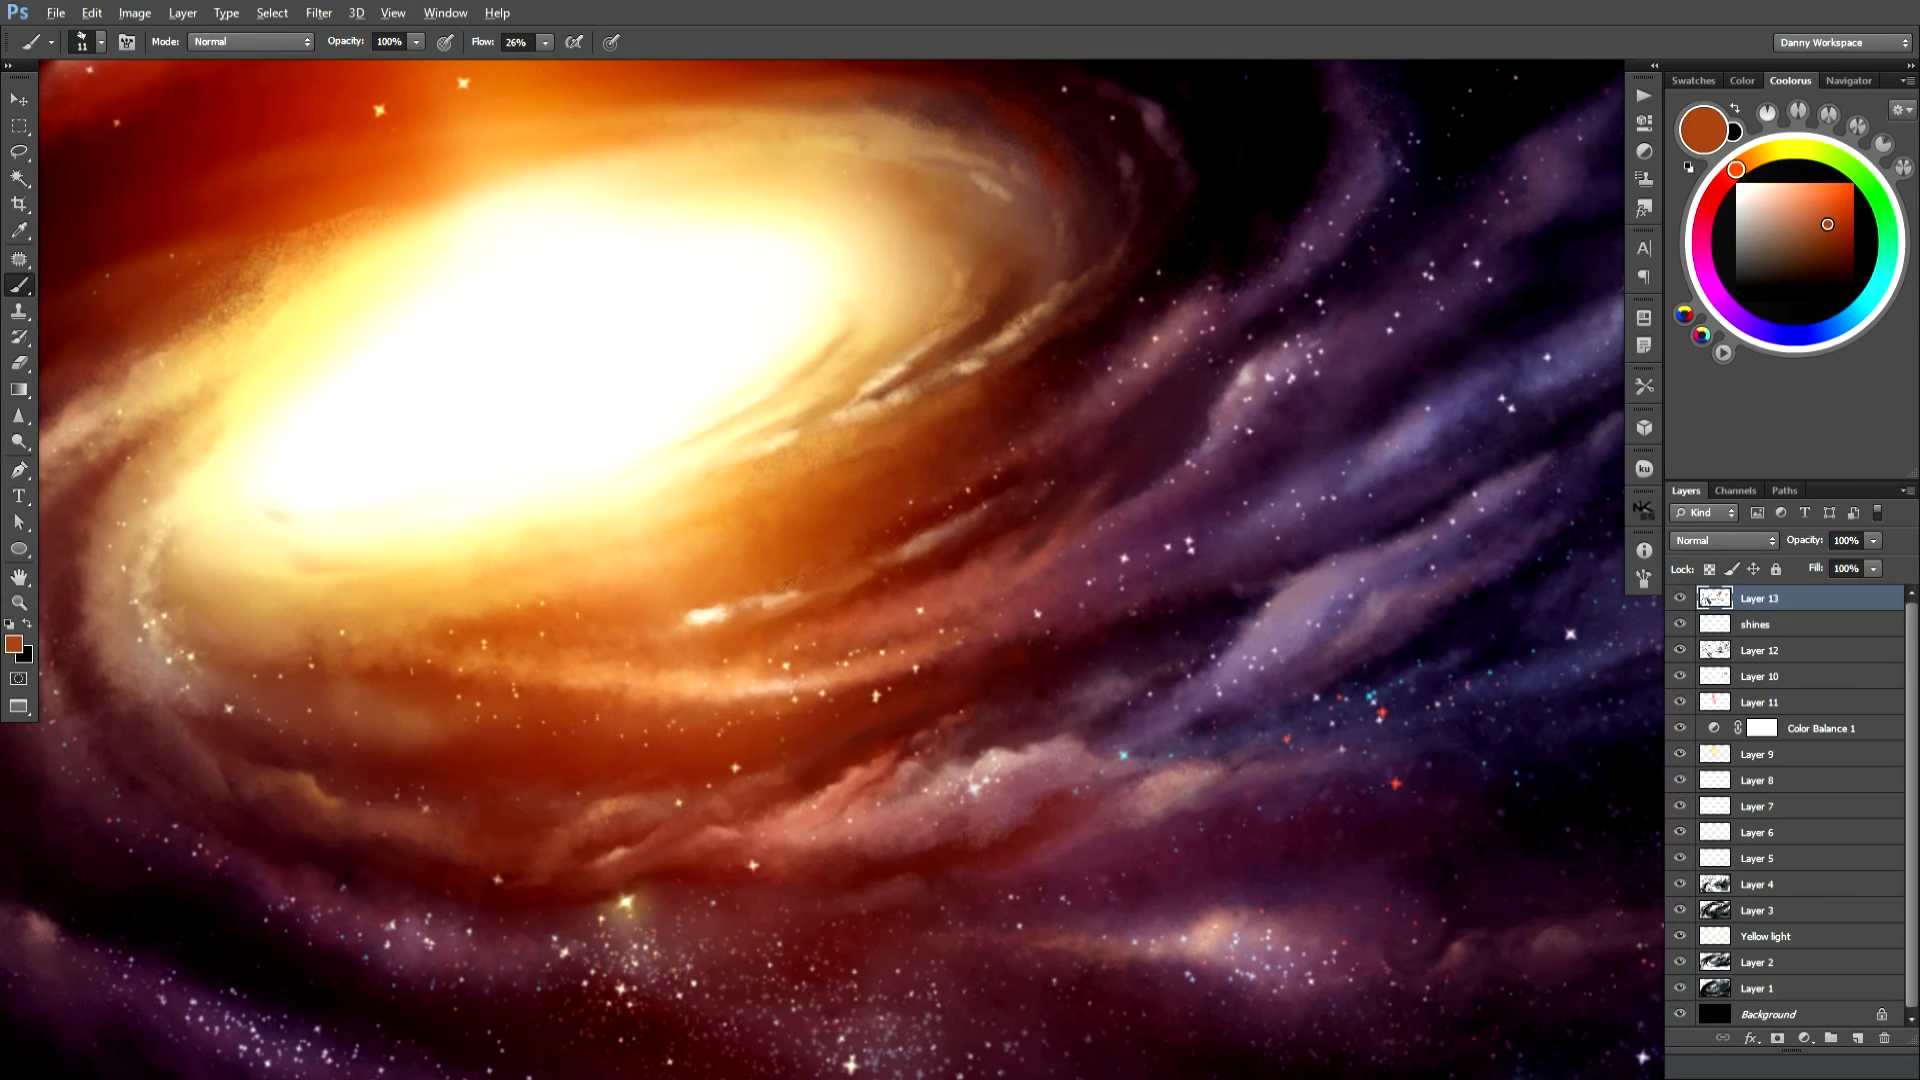 Ps File Edit Image Layer Type Select Filter 3D View Window Help
11 Mode: Normal Opacity: 100% Flow: 26% Danny Workspace
Swatches Color Coolorus Navigator
A
ku
T
Layers Channels Paths
Kind T
Normal Opacity: 100%
Lock: Fill: 100%
Layer 13
shines
Layer 12
Layer 10
Layer 11
Color Balance 1
Layer 9
Layer 8
Layer 7
Layer 6
Layer 5
Layer 4
Layer 3
Yellow light
Layer 2
Layer 1
Background
fx